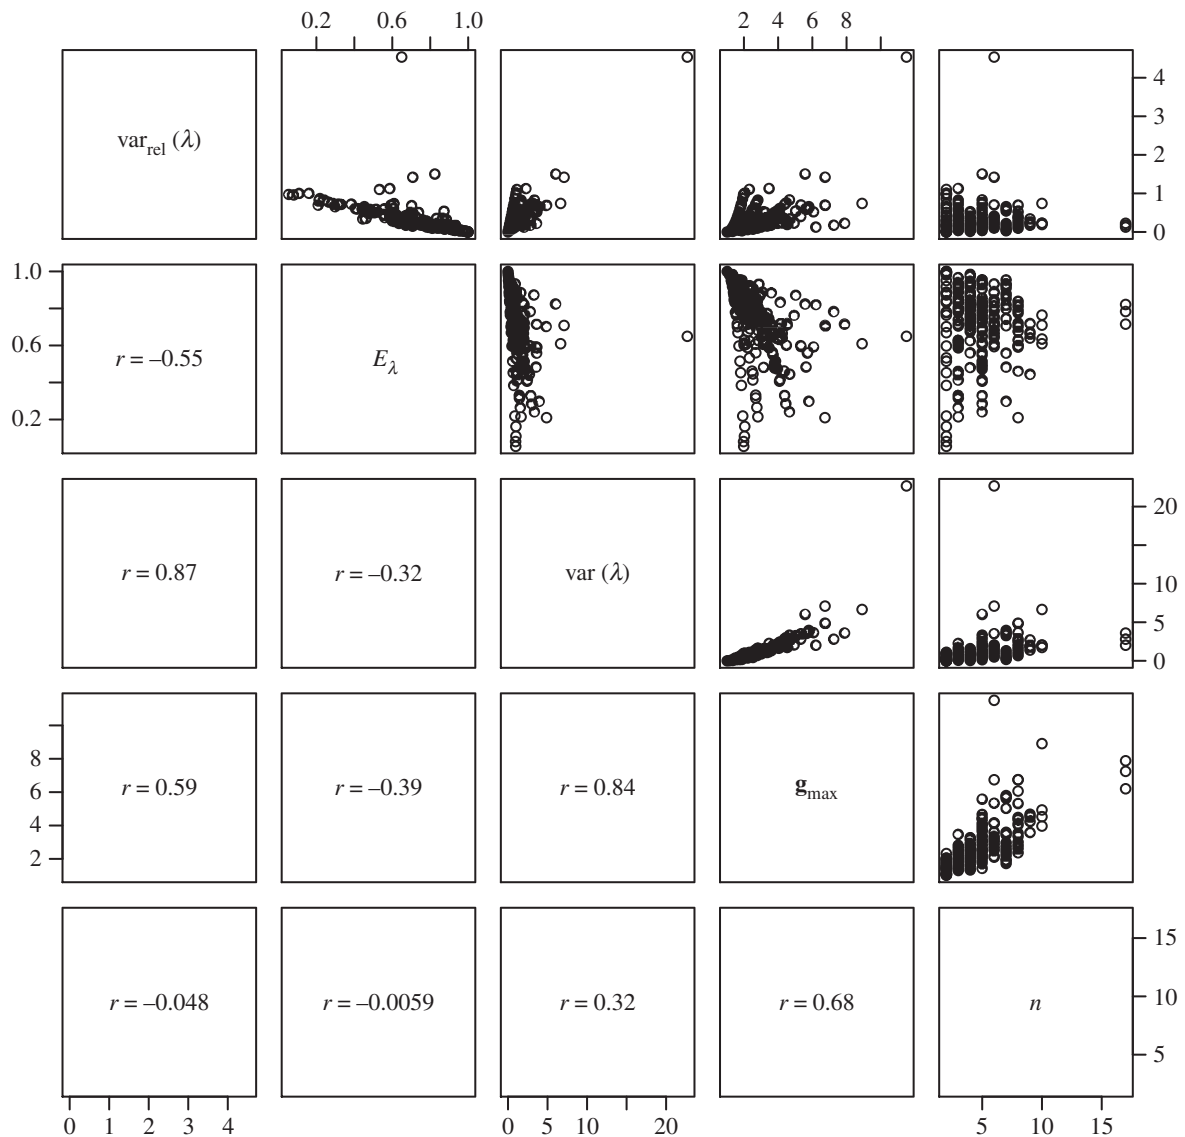 0.2 0.6 1.0 2 4 6 8
var_rel (λ)
4
3
2
1
0
1.0
0.6
0.2
r = –0.55
E_λ
r = 0.87
r = –0.32
var (λ)
20
15
10
5
0
8
6
4
2
r = 0.59
r = –0.39
r = 0.84
g_max
r = –0.048
r = –0.0059
r = 0.32
r = 0.68
n
15
10
5
0 1 2 3 4 0 5 10 20 5 10 15